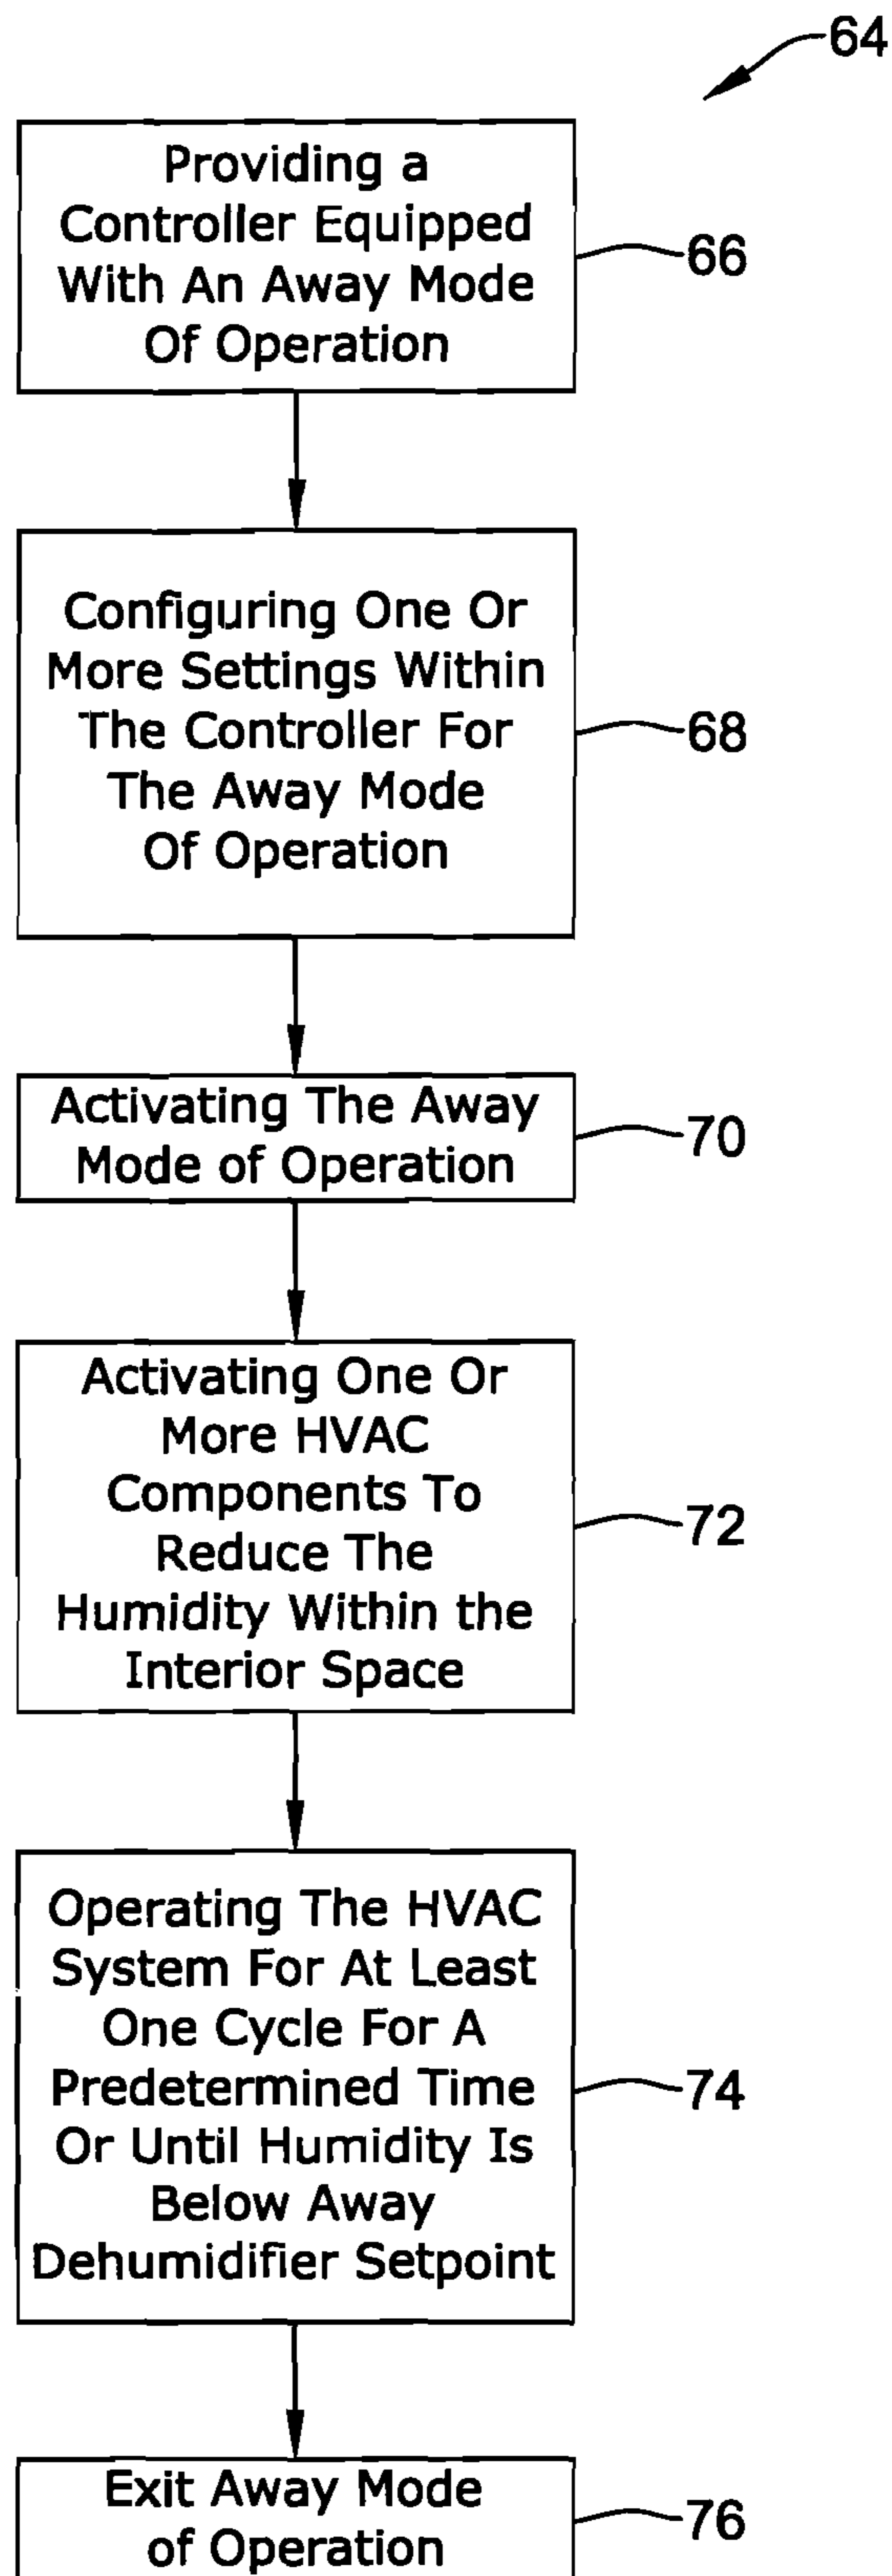 64
Providing a
Controller Equipped
With An Away Mode
Of Operation
66
Configuring One Or
More Settings Within
The Controller For
The Away Mode
Of Operation
68
Activating The Away
Mode of Operation
70
Activating One Or
More HVAC
Components To
Reduce The
Humidity Within the
Interior Space
72
Operating The HVAC
System For At Least
One Cycle For A
Predetermined Time
Or Until Humidity Is
Below Away
Dehumidifier Setpoint
74
Exit Away Mode
of Operation
76